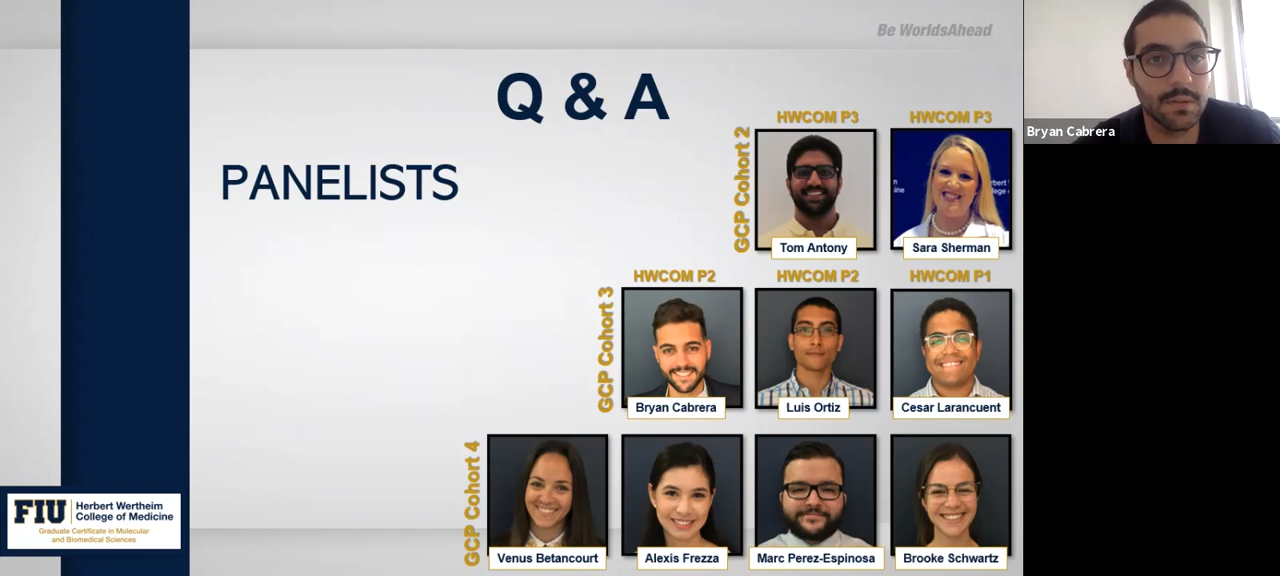 Be WorldsAhead
Q & A
PANELISTS
GCP Cohort 2
HWCOM P3
HWCOM P3
Tom Antony
Sara Sherman
GCP Cohort 3
HWCOM P2
HWCOM P2
HWCOM P1
Bryan Cabrera
Luis Ortiz
Cesar Larancuent
GCP Cohort 4
Venus Betancourt
Alexis Frezza
Marc Perez-Espinosa
Brooke Schwartz
FIU
Herbert Wertheim
College of Medicine
Graduate Certificate in Molecular
and Biomedical Sciences
Bryan Cabrera